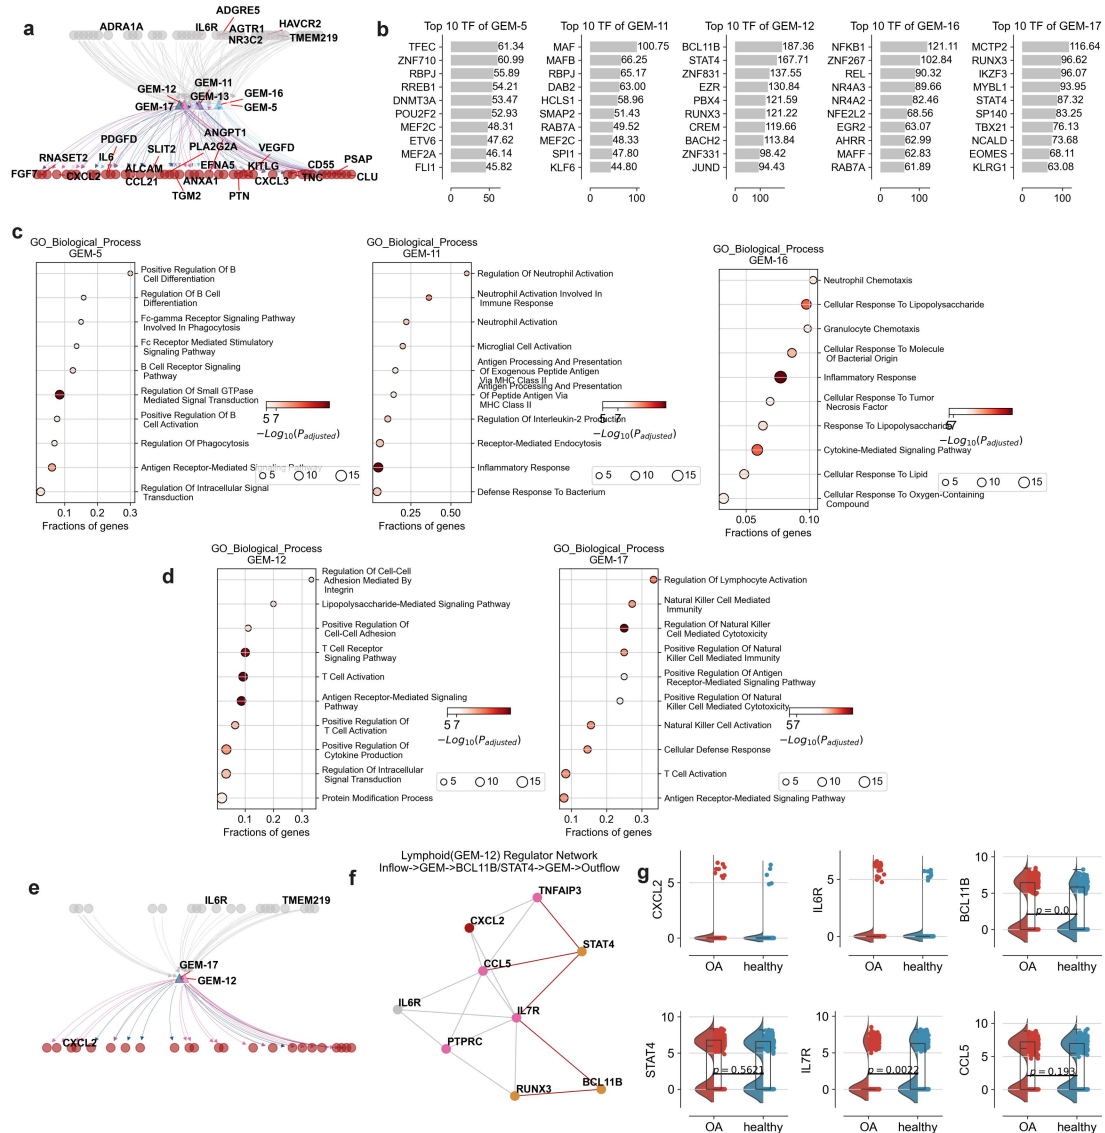 a
ADRA1A
IL6R
ADGRE5
AGTR1
NR3C2
HAVCR2
TMEM219
GEM-12
GEM-11
GEM-13
GEM-17
GEM-16
GEM-5
RNASET2
PDGFD
IL6
SLIT2
ANGPT1
PLA2G2A
VEGFD
FGF7
CXCL2
ALCAM
CCL21
ANXA1
TGM2
EFNA5
PTN
KITLG
CXCL3
TNC
CD55
PSAP
CLU
b
Top 10 TF of GEM-5
TFEC 61.34
ZNF710 60.99
RBPJ 55.89
RREB1 54.21
DNMT3A 53.47
POU2F2 52.93
MEF2C 48.31
ETV6 47.62
MEF2A 46.14
FLI1 45.82
0 50
Top 10 TF of GEM-11
MAF 100.75
MAFB 66.25
RBPJ 65.17
DAB2 63.00
HCLS1 58.96
SMAP2 51.43
RAB7A 49.52
MEF2C 48.33
SPI1 47.80
KLF6 44.80
0 100
Top 10 TF of GEM-12
BCL11B 187.36
STAT4 167.71
ZNF831 137.55
EZR 130.84
PBX4 121.59
RUNX3 121.22
CREM 119.66
BACH2 113.84
ZNF331 98.42
JUND 94.43
0 100
Top 10 TF of GEM-16
NFKB1 121.11
ZNF267 102.84
REL 90.32
NR4A3 89.66
NR4A2 82.46
NFE2L2 68.56
EGR2 63.07
AHRR 62.99
MAFF 62.83
RAB7A 61.89
0 100
Top 10 TF of GEM-17
MCTP2 116.64
RUNX3 96.62
IKZF3 96.07
MYBL1 93.95
STAT4 87.32
SP140 83.25
TBX21 76.13
NCALD 73.68
EOMES 68.11
KLRG1 63.08
0 100
c
GO_Biological_Process
GEM-5
Positive Regulation Of B
Cell Differentiation
Regulation Of B Cell
Differentiation
Fc-gamma Receptor Signaling Pathway
Involved In Phagocytosis
Fc Receptor Mediated Stimulatory
Signaling Pathway
B Cell Receptor Signaling
Pathway
Regulation Of Small GTPase
Mediated Signal Transduction
Positive Regulation Of B
Cell Activation
Regulation Of Phagocytosis
Antigen Receptor-Mediated Signaling Pathway
Regulation Of Intracellular Signal
Transduction
0.1 0.2 0.3
Fractions of genes
5 7
−Log10(Padjusted)
5 10 15
GO_Biological_Process
GEM-11
Regulation Of Neutrophil Activation
Neutrophil Activation Involved In
Immune Response
Neutrophil Activation
Microglial Cell Activation
Antigen Processing And Presentation
Of Exogenous Peptide Antigen
Via MHC Class II
Antigen Processing And Presentation
Of Peptide Antigen Via
MHC Class II
Regulation Of Interleukin-2 Production
Receptor-Mediated Endocytosis
Inflammatory Response
Defense Response To Bacterium
0.25 0.50
Fractions of genes
5 7
−Log10(Padjusted)
5 10 15
GO_Biological_Process
GEM-16
Neutrophil Chemotaxis
Cellular Response To Lipopolysaccharide
Granulocyte Chemotaxis
Cellular Response To Molecule
Of Bacterial Origin
Inflammatory Response
Cellular Response To Tumor
Necrosis Factor
Response To Lipopolysaccharide
Cytokine-Mediated Signaling Pathway
Cellular Response To Lipid
Cellular Response To Oxygen-Containing
Compound
0.05 0.10
Fractions of genes
57
−Log10(Padjusted)
5 10 15
d
GO_Biological_Process
GEM-12
Regulation Of Cell-Cell
Adhesion Mediated By
Integrin
Lipopolysaccharide-Mediated Signaling Pathway
Positive Regulation Of
Cell-Cell Adhesion
T Cell Receptor
Signaling Pathway
T Cell Activation
Antigen Receptor-Mediated Signaling
Pathway
Positive Regulation Of
T Cell Activation
Positive Regulation Of
Cytokine Production
Regulation Of Intracellular
Signal Transduction
Protein Modification Process
0.1 0.2 0.3
Fractions of genes
5 7
−Log10(Padjusted)
5 10 15
GO_Biological_Process
GEM-17
Regulation Of Lymphocyte Activation
Natural Killer Cell Mediated
Immunity
Regulation Of Natural Killer
Cell Mediated Cytotoxicity
Positive Regulation Of Natural
Killer Cell Mediated Immunity
Positive Regulation Of Antigen
Receptor-Mediated Signaling Pathway
Positive Regulation Of Natural
Killer Cell Mediated Cytotoxicity
Natural Killer Cell Activation
Cellular Defense Response
T Cell Activation
Antigen Receptor-Mediated Signaling Pathway
0.1 0.2 0.3
Fractions of genes
57
−Log10(Padjusted)
5 10 15
e
IL6R
TMEM219
GEM-17
GEM-12
CXCL2
f
Lymphoid(GEM-12) Regulator Network
Inflow->GEM->BCL11B/STAT4->GEM->Outflow
TNFAIP3
CXCL2
STAT4
CCL5
IL6R
IL7R
PTPRC
RUNX3
BCL11B
g
CXCL2
5
0
OA healthy
IL6R
5
0
OA healthy
BCL11B
10
5
0
p = 0.0
OA healthy
STAT4
10
5
0
p = 0.5621
OA healthy
IL7R
10
5
0
p = 0.0022
OA healthy
CCL5
10
5
0
p = 0.193
OA healthy